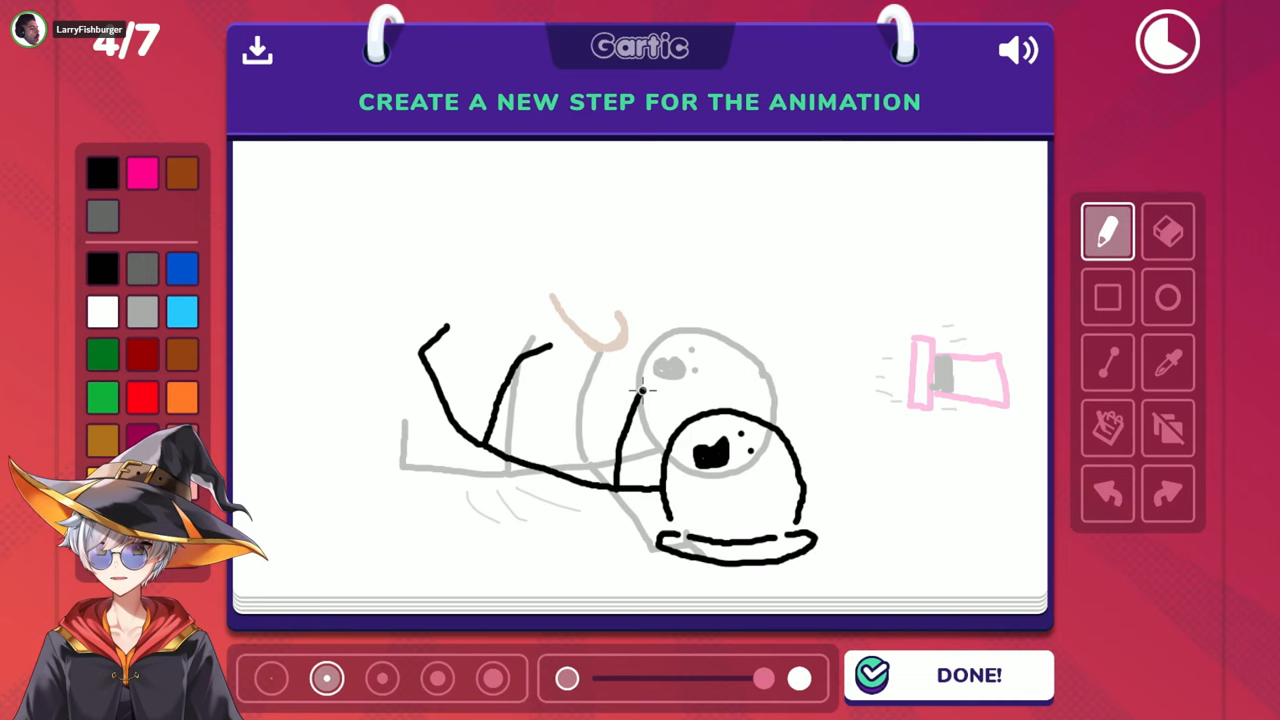 LarryFishburger
4/7
Gartic
CREATE A NEW STEP FOR THE ANIMATION
DONE!